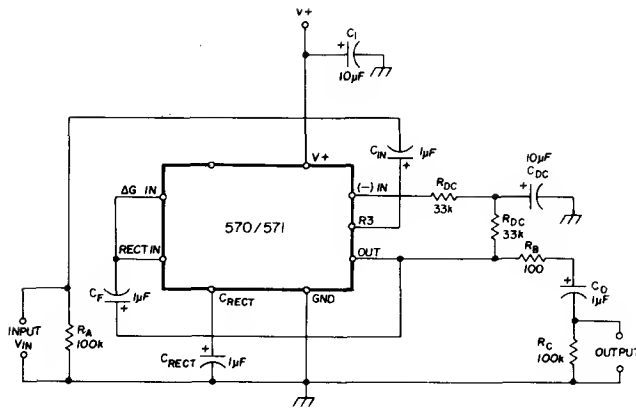 V+
C1
+
10µF
CIN
1µF
+
10µF
CDC
+
V+
ΔG IN
(–) IN
RDC
33k
570/571
R3
RDC
33k
RECT IN
OUT
RB
100
CF
1µF
+
CRECT
GND
+
CD
1µF
INPUT
VIN
RA
100k
CRECT
+
1µF
RC
100k
OUTPUT